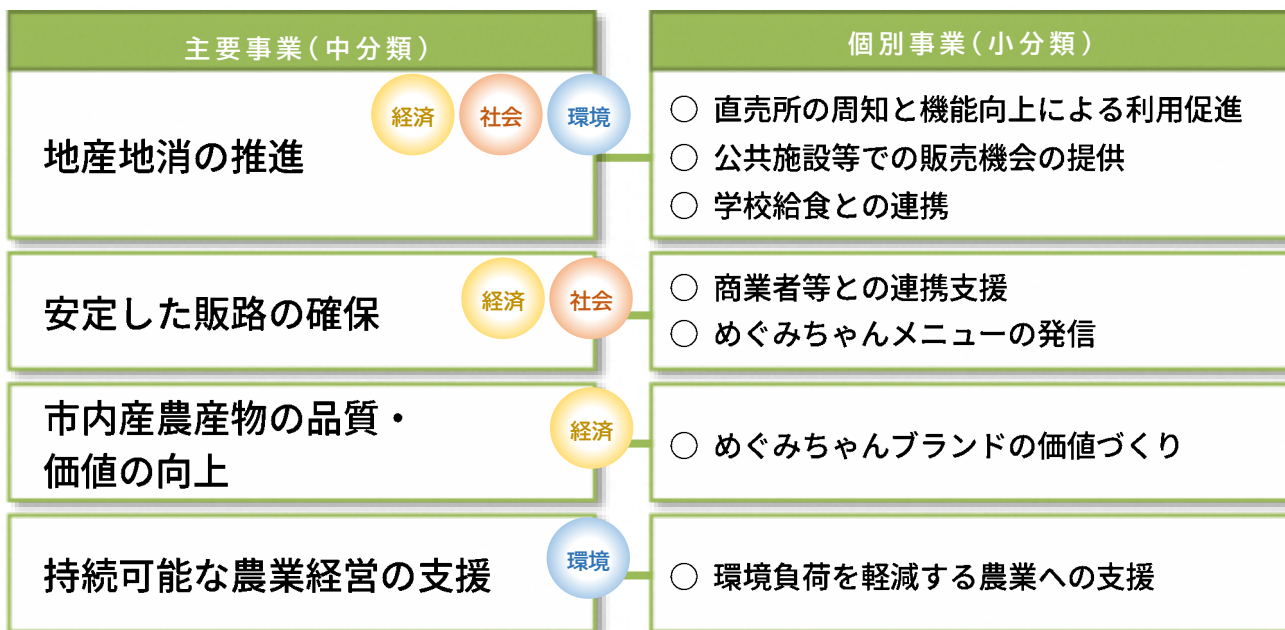 主要事業(中分類)
個別事業(小分類)
経済 社会 環境
地産地消の推進
○ 直売所の周知と機能向上による利用促進
○ 公共施設等での販売機会の提供
○ 学校給食との連携
経済 社会
安定した販路の確保
○ 商業者等との連携支援
○ めぐみちゃんメニューの発信
経済
市内産農産物の品質・
価値の向上
○ めぐみちゃんブランドの価値づくり
環境
持続可能な農業経営の支援
○ 環境負荷を軽減する農業への支援